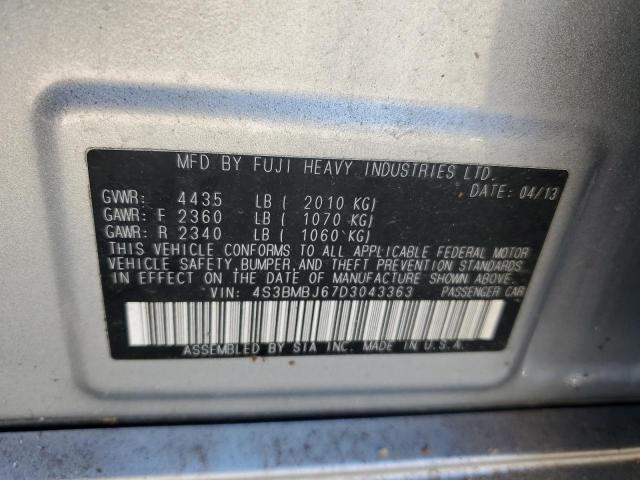 MFD BY FUJI HEAVY INDUSTRIES LTD.
DATE: 04/13
GVWR: 4435 LB ( 2010 KG)
GAWR: F 2360 LB ( 1070 KG)
GAWR: R 2340 LB ( 1060 KG)
THIS VEHICLE CONFORMS TO ALL APPLICABLE FEDERAL MOTOR
VEHICLE SAFETY, BUMPER, AND THEFT PREVENTION STANDARDS
IN EFFECT ON THE DATE OF MANUFACTURE SHOWN ABOVE.
VIN: 4S3BMBJ67D3043363 PASSENGER CAR
ASSEMBLED BY SIA INC. MADE IN U.S.A.